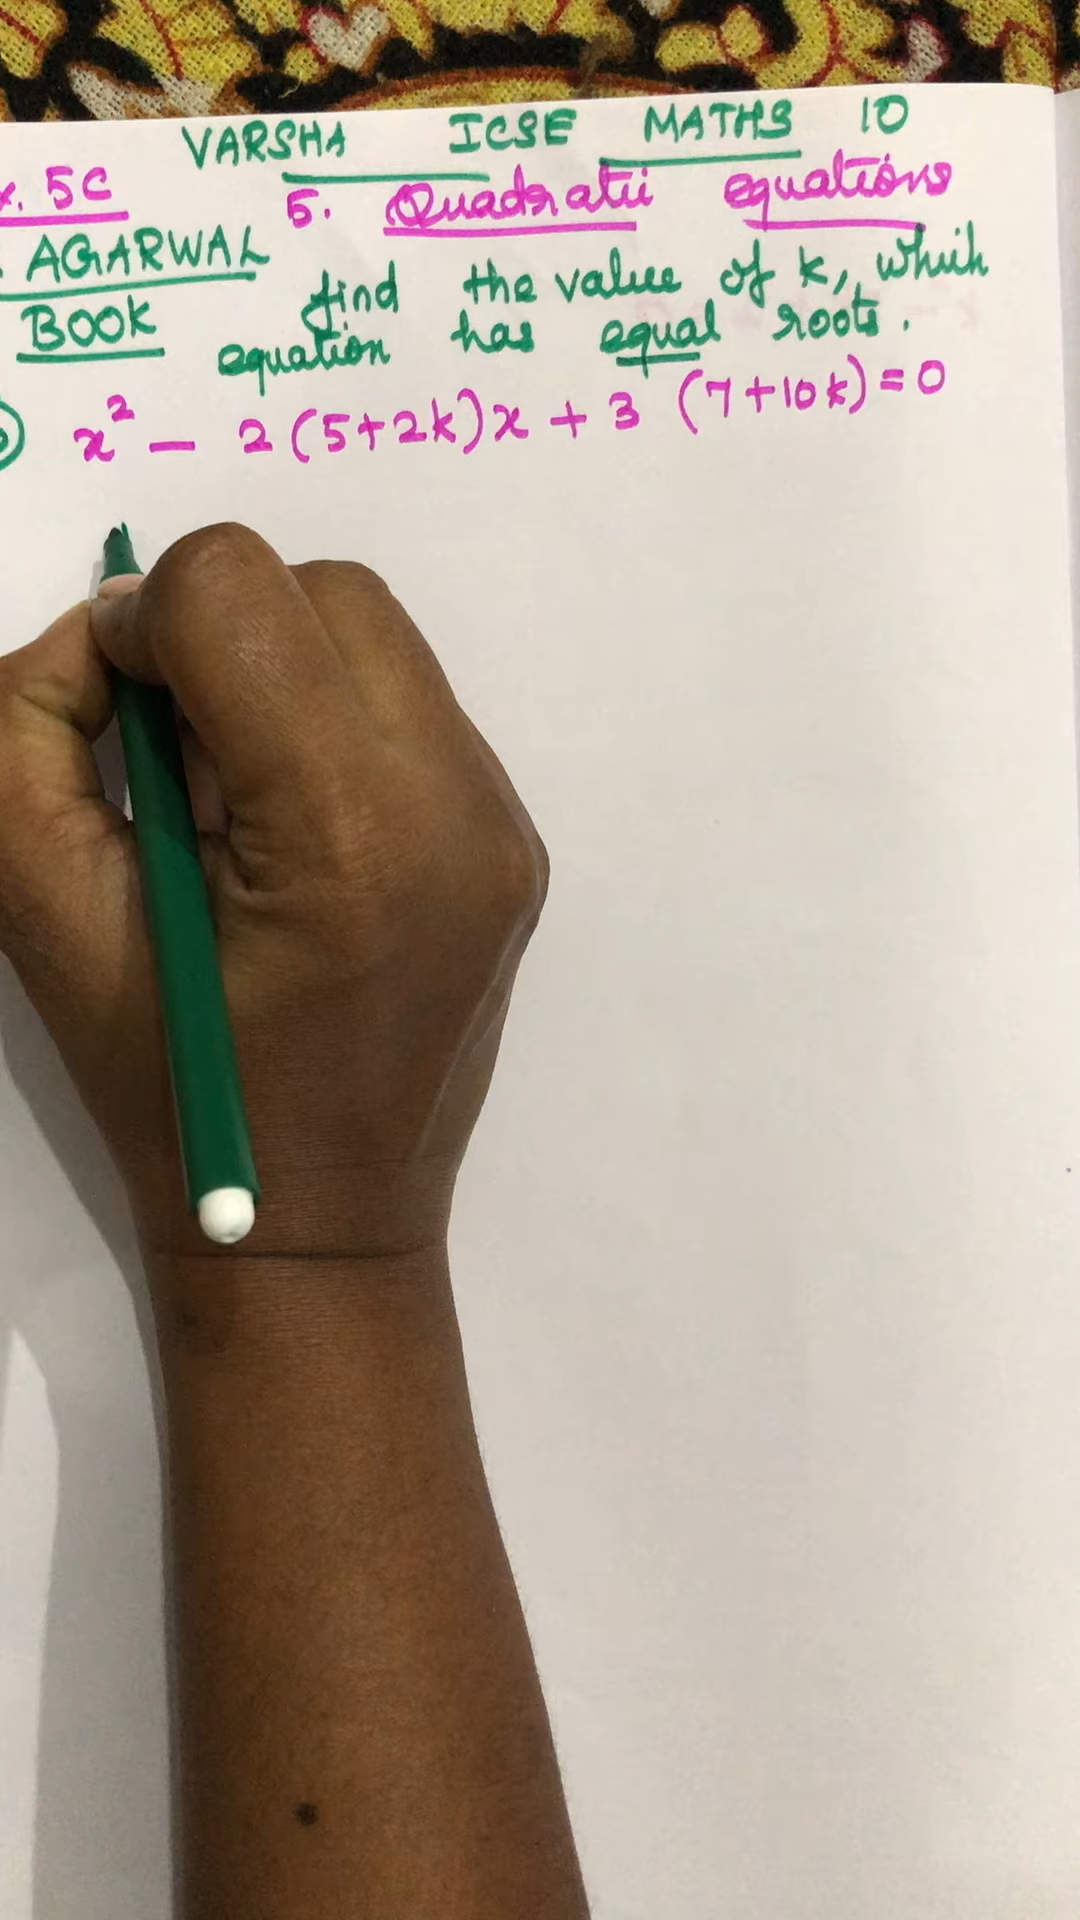 VARSHA ICSE MATHS 10
. 5C 5. Quadratic equations
AGARWAL
BOOK find the value of k, which
equation has equal roots.
x² - 2(5+2k)x + 3 (7+10k)=0